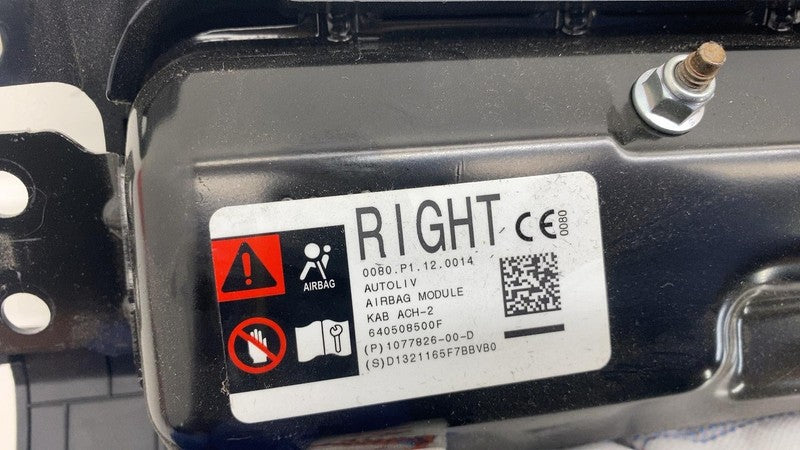 RIGHT CE 0080
0080.P1.12.0014
AUTOLIV
AIRBAG MODULE
KAB ACH-2
640508500F
(P)1077826-00-D
(S)D1321165F7BBVB0
AIRBAG